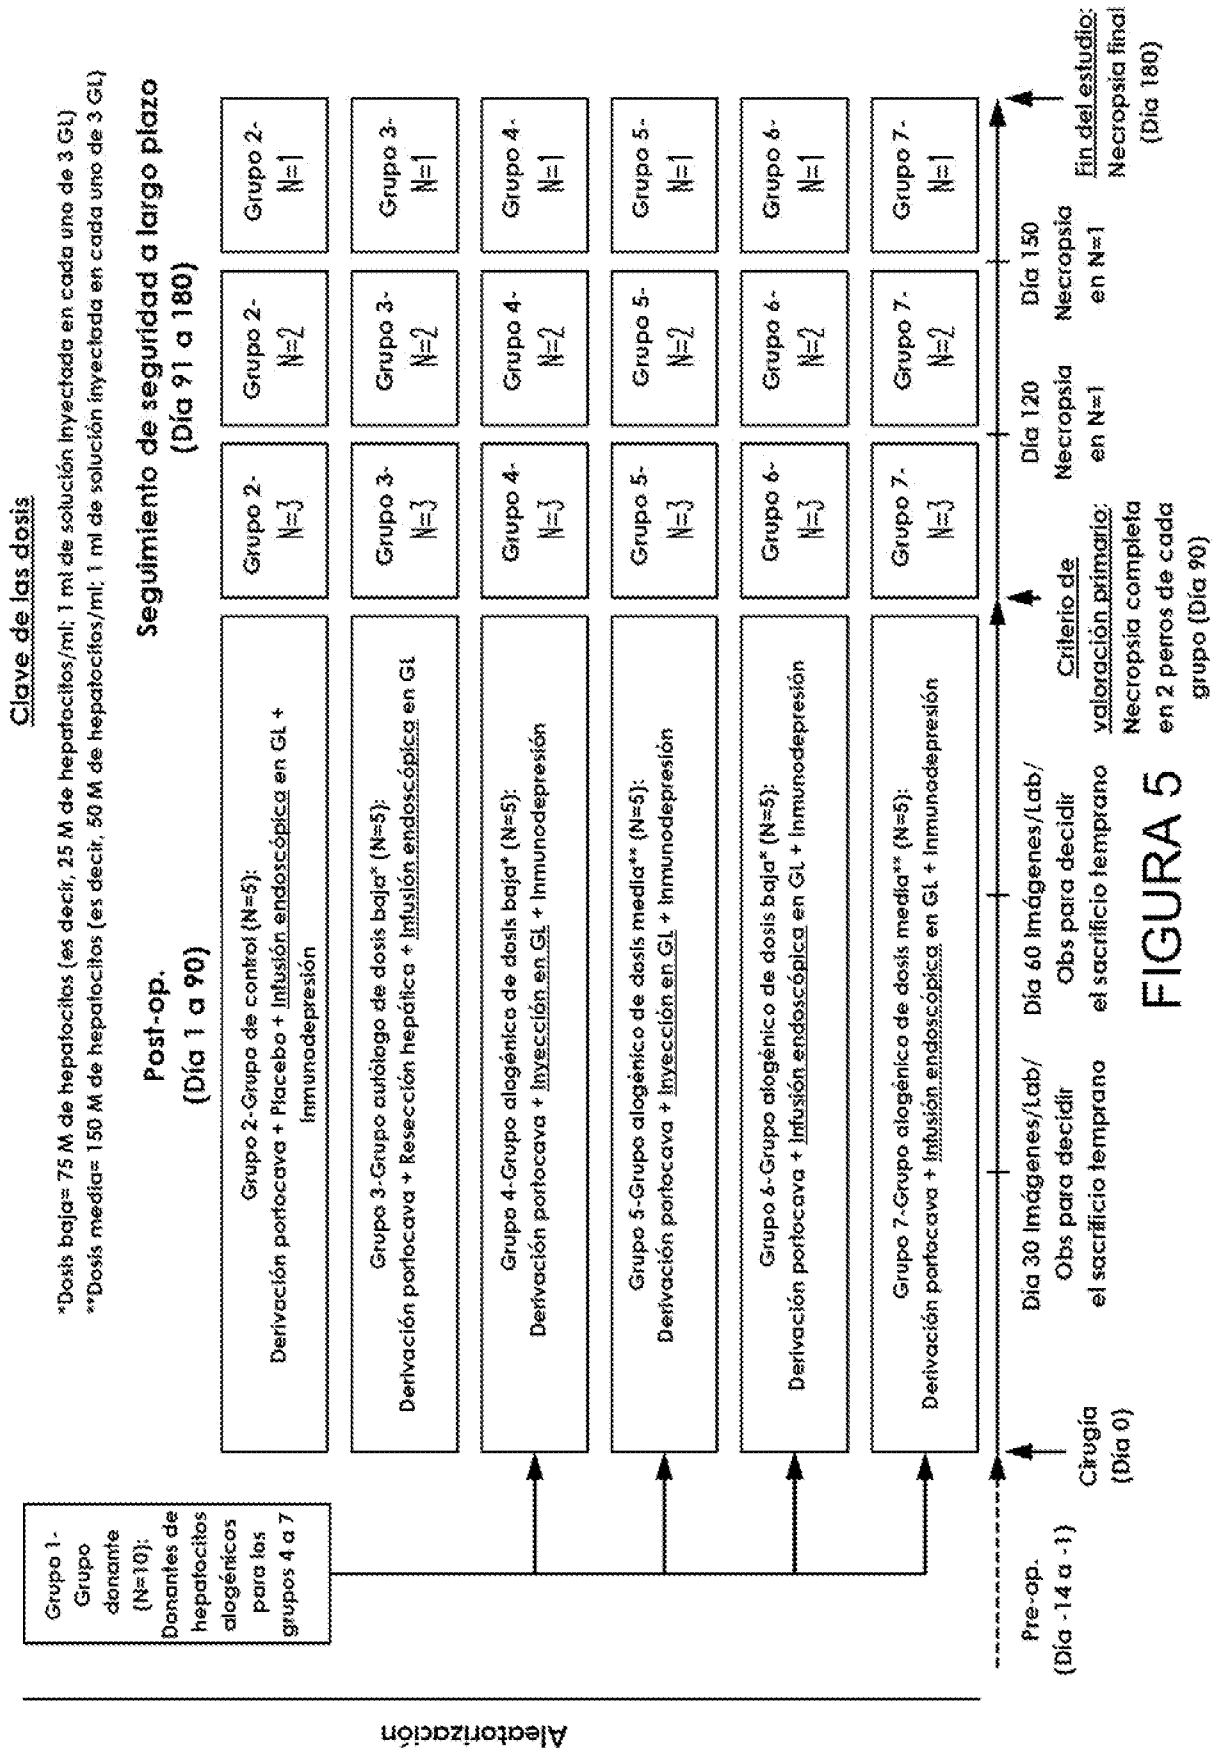 Clave de las dosis
*Dosis baja= 75 M de hepatocitos (es decir, 25 M de hepatocitos/ml; 1 ml de solución inyectada en cada uno de 3 GL)
**Dosis media= 150 M de hepatocitos (es decir, 50 M de hepatocitos/ml; 1 ml de solución inyectada en cada uno de 3 GL)
Aleatorización
Grupo 1-
Grupo
donante
(N=10):
Donantes de
hepatocitos
alogénicos
para los
grupos 4 a 7
Post-op.
(Día 1 a 90)
Seguimiento de seguridad a largo plazo
(Día 91 a 180)
Grupo 2-Grupo de control (N=5):
Derivación portocava + Placebo + Infusión endoscópica en GL +
Inmunodepresión
Grupo 2-
N=3
Grupo 2-
N=2
Grupo 2-
N=1
Grupo 3-Grupo autólogo de dosis baja* (N=5):
Derivación portocava + Resección hepática + Infusión endoscópica en GL
Grupo 3-
N=3
Grupo 3-
N=2
Grupo 3-
N=1
Grupo 4-Grupo alogénico de dosis baja* (N=5):
Derivación portocava + Inyección en GL + Inmunodepresión
Grupo 4-
N=3
Grupo 4-
N=2
Grupo 4-
N=1
Grupo 5-Grupo alogénico de dosis media** (N=5):
Derivación portocava + Inyección en GL + Inmunodepresión
Grupo 5-
N=3
Grupo 5-
N=2
Grupo 5-
N=1
Grupo 6-Grupo alogénico de dosis baja* (N=5):
Derivación portocava + Infusión endoscópica en GL + Inmunodepresión
Grupo 6-
N=3
Grupo 6-
N=2
Grupo 6-
N=1
Grupo 7-Grupo alogénico de dosis media** (N=5):
Derivación portocava + Infusión endoscópica en GL + Inmunodepresión
Grupo 7-
N=3
Grupo 7-
N=2
Grupo 7-
N=1
Pre-op.
(Día -14 a -1)
Cirugía
(Día 0)
Día 30 Imágenes/Lab/
Obs para decidir
el sacrificio temprano
Día 60 Imágenes/Lab/
Obs para decidir
el sacrificio temprano
Criterio de
valoración primario:
Necropsia completa
en 2 perros de cada
grupo (Día 90)
Día 120
Necropsia
en N=1
Día 150
Necropsia
en N=1
Fin del estudio:
Necropsia final
(Día 180)
FIGURA 5